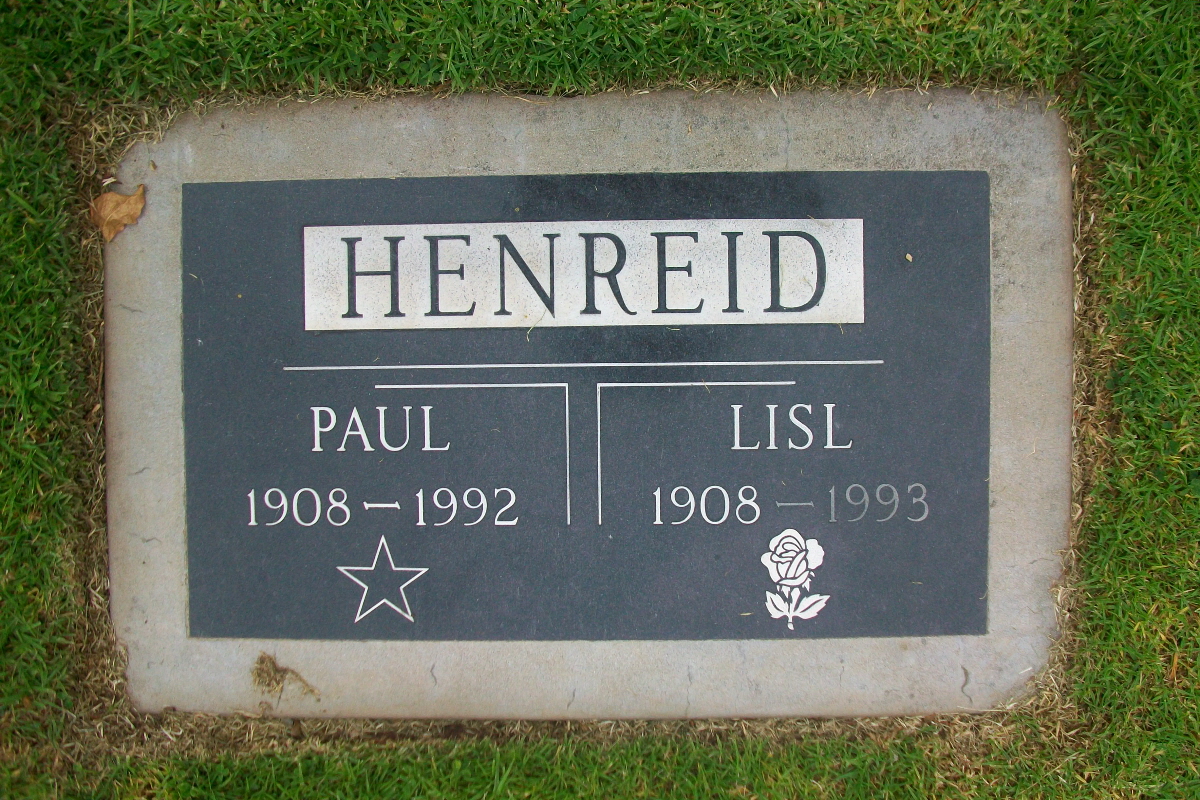 HENREID
PAUL
1908 — 1992
LISL
1908 — 1993